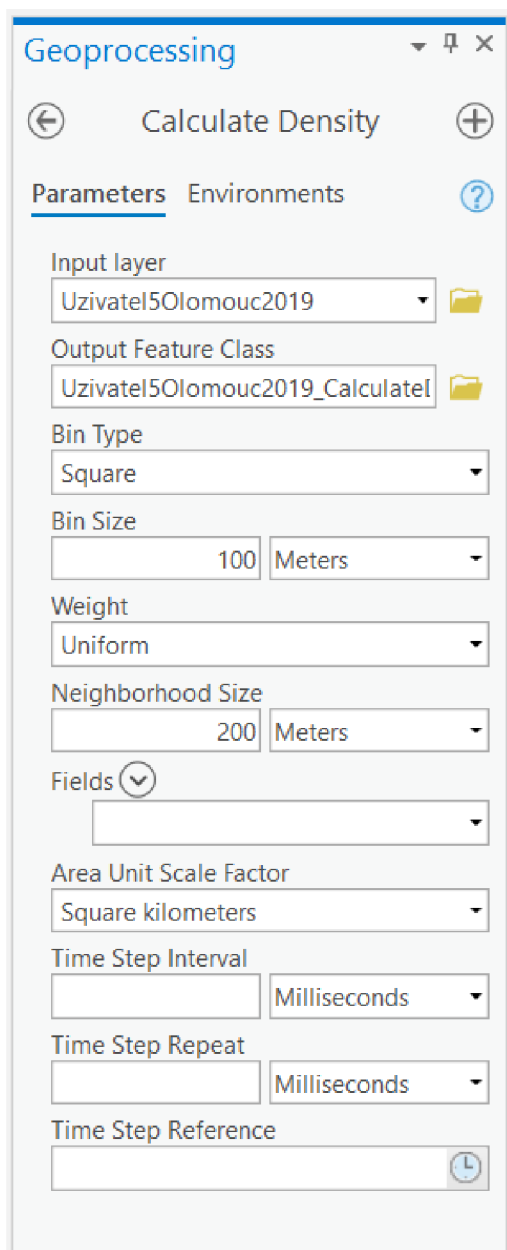 Geoprocessing
Calculate Density
Parameters Environments
Input layer
Uzivatel5Olomouc2019
Output Feature Class
Uzivatel5Olomouc2019_Calculate
Bin Type
Square
Bin Size
100 Meters
Weight
Uniform
Neighborhood Size
200 Meters
Fields
Area Unit Scale Factor
Square kilometers
Time Step Interval
Milliseconds
Time Step Repeat
Milliseconds
Time Step Reference